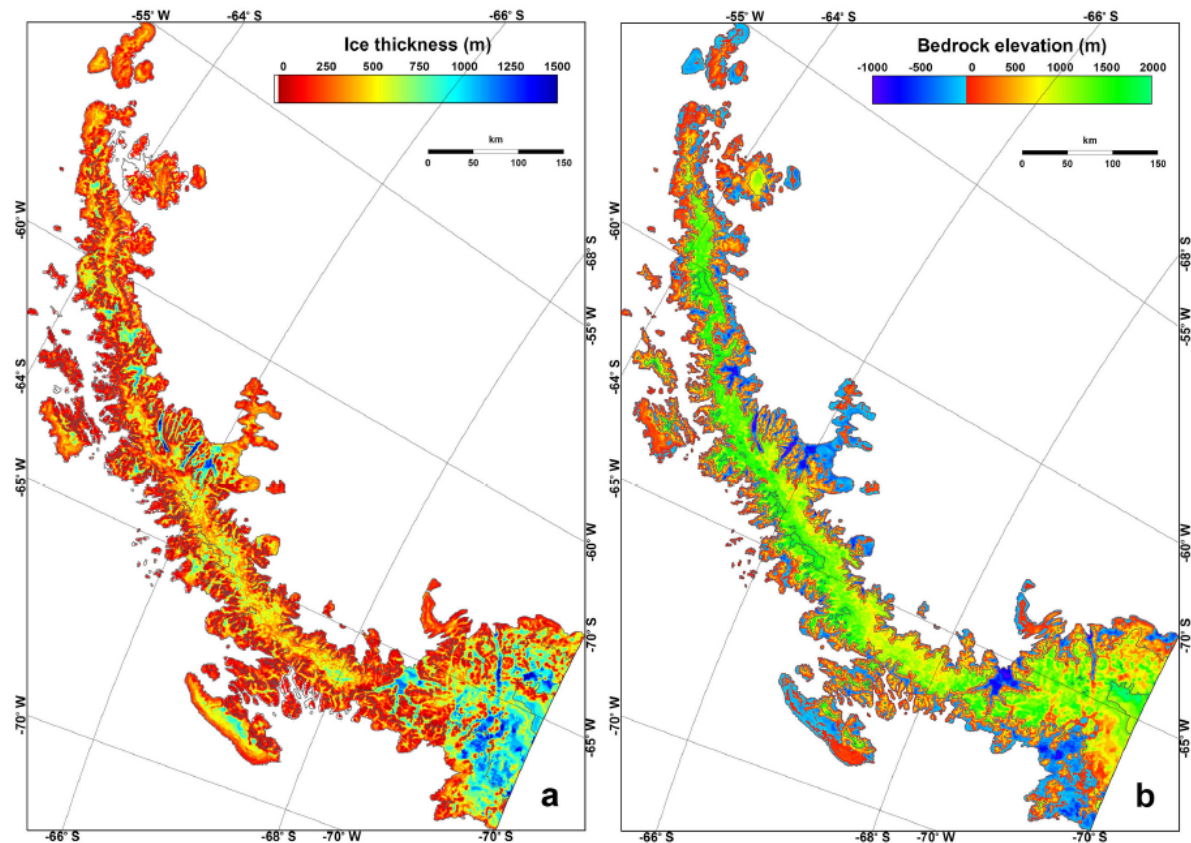 -55° W
-64° S
-66° S
Ice thickness (m)
0 250 500 750 1000 1250 1500
km
0 50 100 150
-60° W
-68° S
-55° W
-64° S
-65° W
-60° W
-70° S
-70° W
-65° W
a
-66° S
-68° S
-70° W
-70° S
-55° W
-64° S
-66° S
Bedrock elevation (m)
-1000 -500 0 500 1000 1500 2000
km
0 50 100 150
-60° W
-68° S
-55° W
-64° S
-65° W
-60° W
-70° S
-70° W
-65° W
b
-66° S
-68° S
-70° W
-70° S